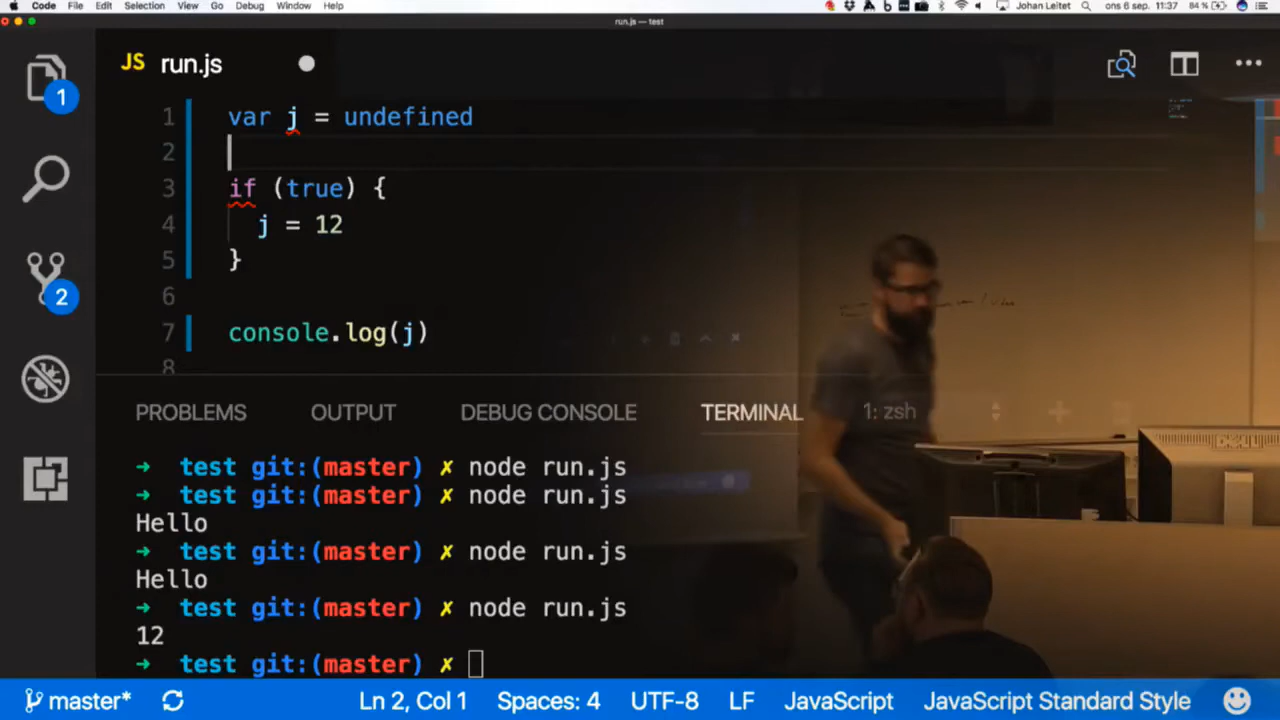 Code File Edit Selection View Go Debug Window Help Johan Leitet ons 6 sep. 11:37 84 %
run.js — test
JS run.js
1 var j = undefined
2
3 if (true) {
4 j = 12
5 }
6
7 console.log(j)
8
1
2
PROBLEMS OUTPUT DEBUG CONSOLE TERMINAL 1: zsh
➜ test git:(master) ✗ node run.js
➜ test git:(master) ✗ node run.js
Hello
➜ test git:(master) ✗ node run.js
Hello
➜ test git:(master) ✗ node run.js
12
➜ test git:(master) ✗
DELL
master* Ln 2, Col 1 Spaces: 4 UTF-8 LF JavaScript JavaScript Standard Style